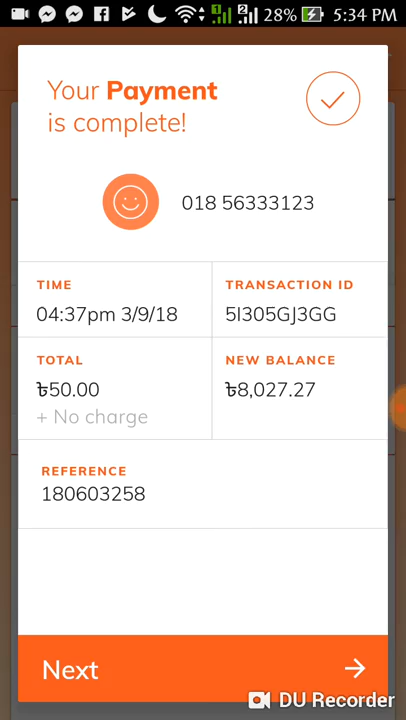 28% 5:34 PM
Your Payment
is complete!
018 56333123
TIME
04:37pm 3/9/18
TRANSACTION ID
5I305GJ3GG
TOTAL
৳50.00
+ No charge
NEW BALANCE
৳8,027.27
REFERENCE
180603258
Next
DU Recorder